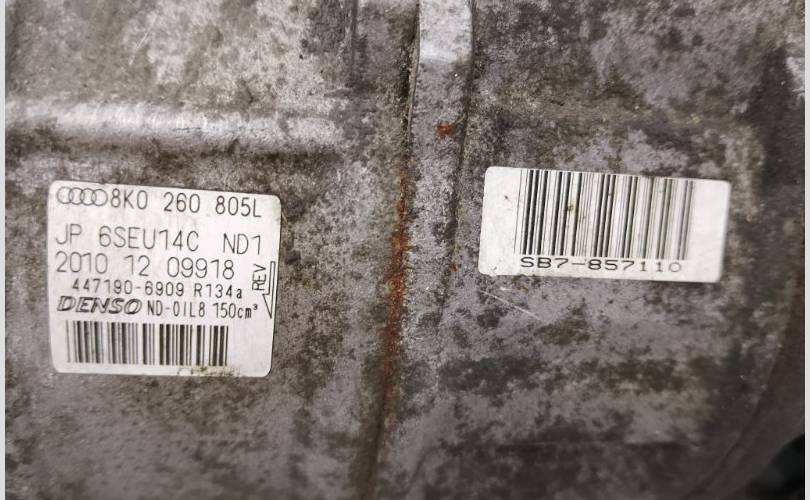 8K0 260 805L
JP 6SEU14C ND1
2010 12 09918
447190-6909 R134a
DENSO ND-OIL8 150cm³
REV
SB7-857110